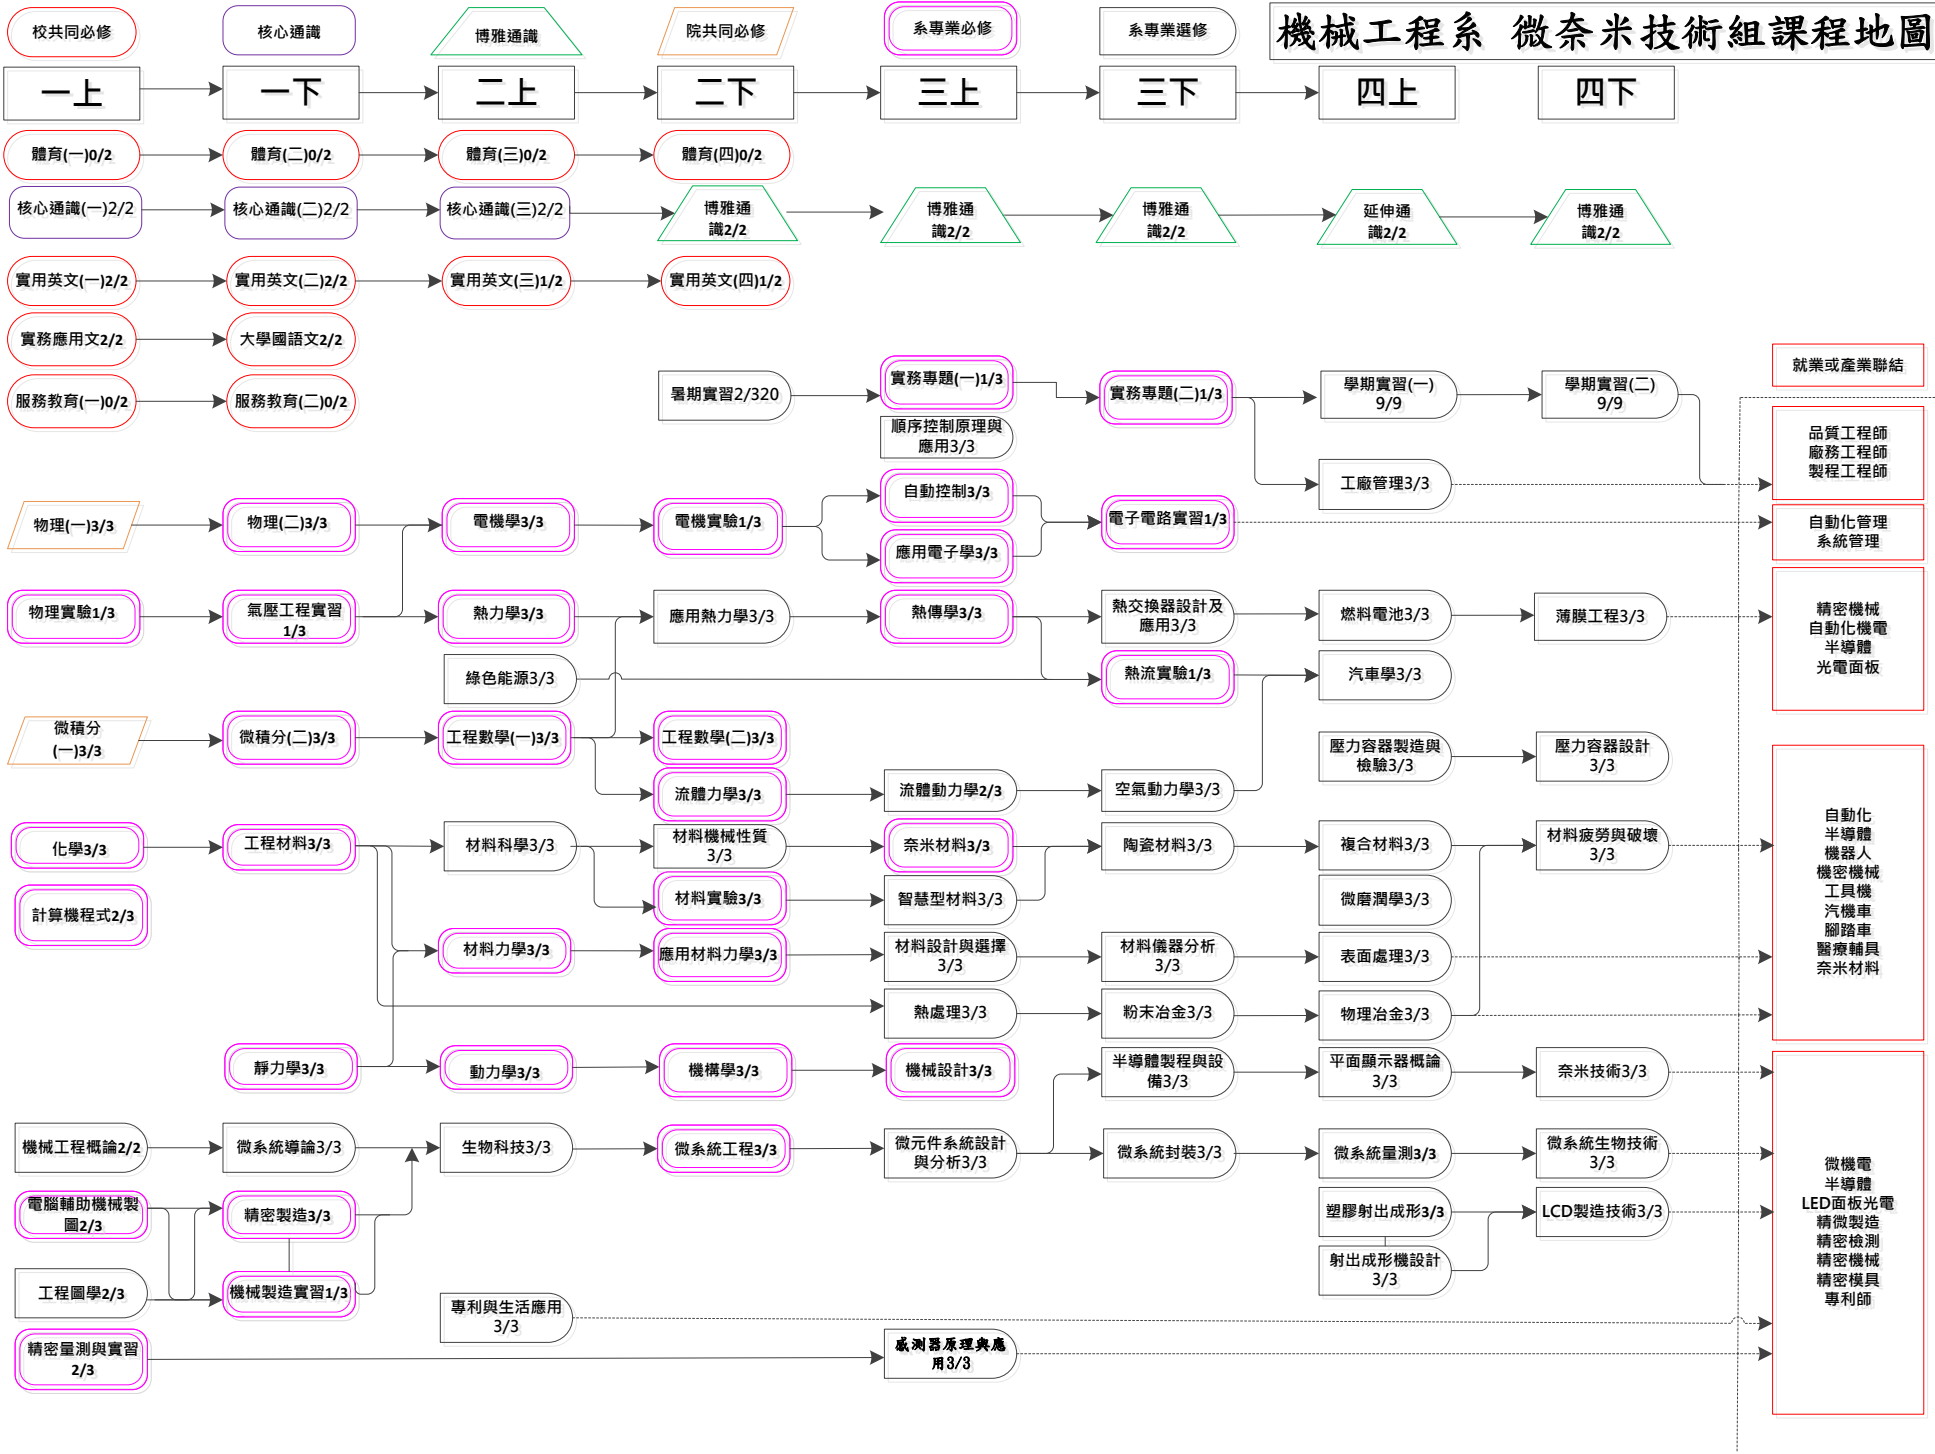 校共同必修
核心通識
博雅通識
院共同必修
系專業必修
系專業選修
機械工程系 微奈米技術組課程地圖
一上
一下
二上
二下
三上
三下
四上
四下
體育(一)0/2
體育(二)0/2
體育(三)0/2
體育(四)0/2
核心通識(一)2/2
核心通識(二)2/2
核心通識(三)2/2
博雅通
識2/2
博雅通
識2/2
博雅通
識2/2
延伸通
識2/2
博雅通
識2/2
實用英文(一)2/2
實用英文(二)2/2
實用英文(三)1/2
實用英文(四)1/2
實務應用文2/2
大學國語文2/2
服務教育(一)0/2
服務教育(二)0/2
暑期實習2/320
實務專題(一)1/3
實務專題(二)1/3
學期實習(一)
9/9
學期實習(二)
9/9
就業或產業聯結
順序控制原理與
應用3/3
工廠管理3/3
品質工程師
廠務工程師
製程工程師
物理(一)3/3
物理(二)3/3
電機學3/3
電機實驗1/3
自動控制3/3
應用電子學3/3
電子電路實習1/3
自動化管理
系統管理
物理實驗1/3
氣壓工程實習
1/3
熱力學3/3
應用熱力學3/3
熱傳學3/3
熱交換器設計及
應用3/3
燃料電池3/3
薄膜工程3/3
精密機械
自動化機電
半導體
光電面板
綠色能源3/3
熱流實驗1/3
汽車學3/3
微積分
(一)3/3
微積分(二)3/3
工程數學(一)3/3
工程數學(二)3/3
壓力容器製造與
檢驗3/3
壓力容器設計
3/3
流體力學3/3
流體動力學2/3
空氣動力學3/3
化學3/3
工程材料3/3
材料科學3/3
材料機械性質
3/3
奈米材料3/3
陶瓷材料3/3
複合材料3/3
材料疲勞與破壞
3/3
自動化
半導體
機器人
機密機械
工具機
汽機車
腳踏車
醫療輔具
奈米材料
計算機程式2/3
材料實驗3/3
智慧型材料3/3
微磨潤學3/3
材料力學3/3
應用材料力學3/3
材料設計與選擇
3/3
材料儀器分析
3/3
表面處理3/3
熱處理3/3
粉末冶金3/3
物理冶金3/3
靜力學3/3
動力學3/3
機構學3/3
機械設計3/3
半導體製程與設
備3/3
平面顯示器概論
3/3
奈米技術3/3
機械工程概論2/2
微系統導論3/3
生物科技3/3
微系統工程3/3
微元件系統設計
與分析3/3
微系統封裝3/3
微系統量測3/3
微系統生物技術
3/3
微機電
半導體
LED面板光電
精微製造
精密檢測
精密機械
精密模具
專利師
電腦輔助機械製
圖2/3
精密製造3/3
塑膠射出成形3/3
LCD製造技術3/3
工程圖學2/3
機械製造實習1/3
射出成形機設計
3/3
專利與生活應用
3/3
精密量測與實習
2/3
感測器原理與應
用3/3